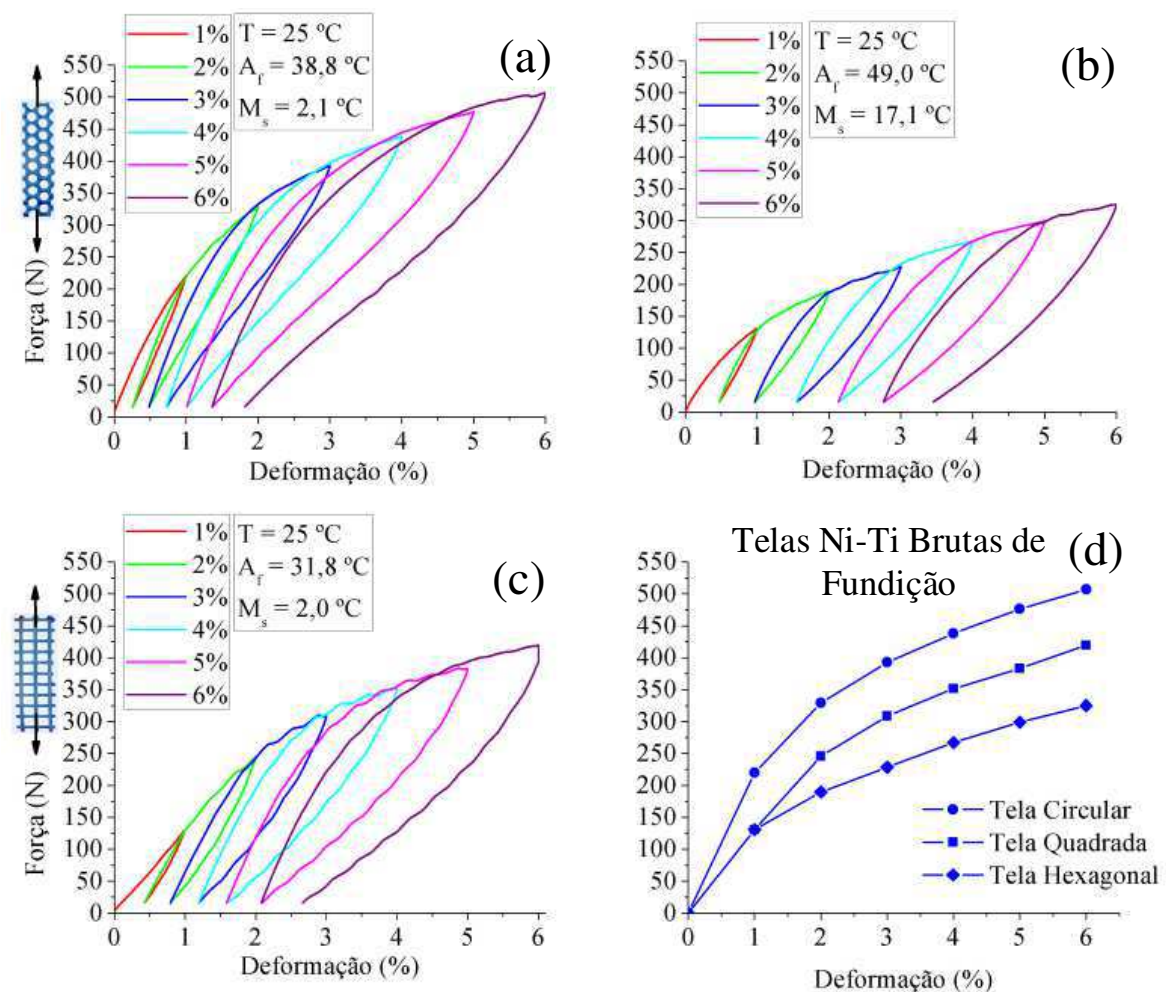 1%
2%
3%
4%
5%
6%
T = 25 ºC
A_f = 38,8 ºC
M_s = 2,1 ºC
(a)
550
500
450
400
350
300
250
200
150
100
50
0
Força (N)
0 1 2 3 4 5 6
Deformação (%)
1%
2%
3%
4%
5%
6%
T = 25 ºC
A_f = 49,0 ºC
M_s = 17,1 ºC
(b)
550
500
450
400
350
300
250
200
150
100
50
0
0 1 2 3 4 5 6
Deformação (%)
1%
2%
3%
4%
5%
6%
T = 25 ºC
A_f = 31,8 ºC
M_s = 2,0 ºC
(c)
550
500
450
400
350
300
250
200
150
100
50
0
Força (N)
0 1 2 3 4 5 6
Deformação (%)
Telas Ni-Ti Brutas de
Fundição
(d)
550
500
450
400
350
300
250
200
150
100
50
0
Tela Circular
Tela Quadrada
Tela Hexagonal
0 1 2 3 4 5 6
Deformação (%)